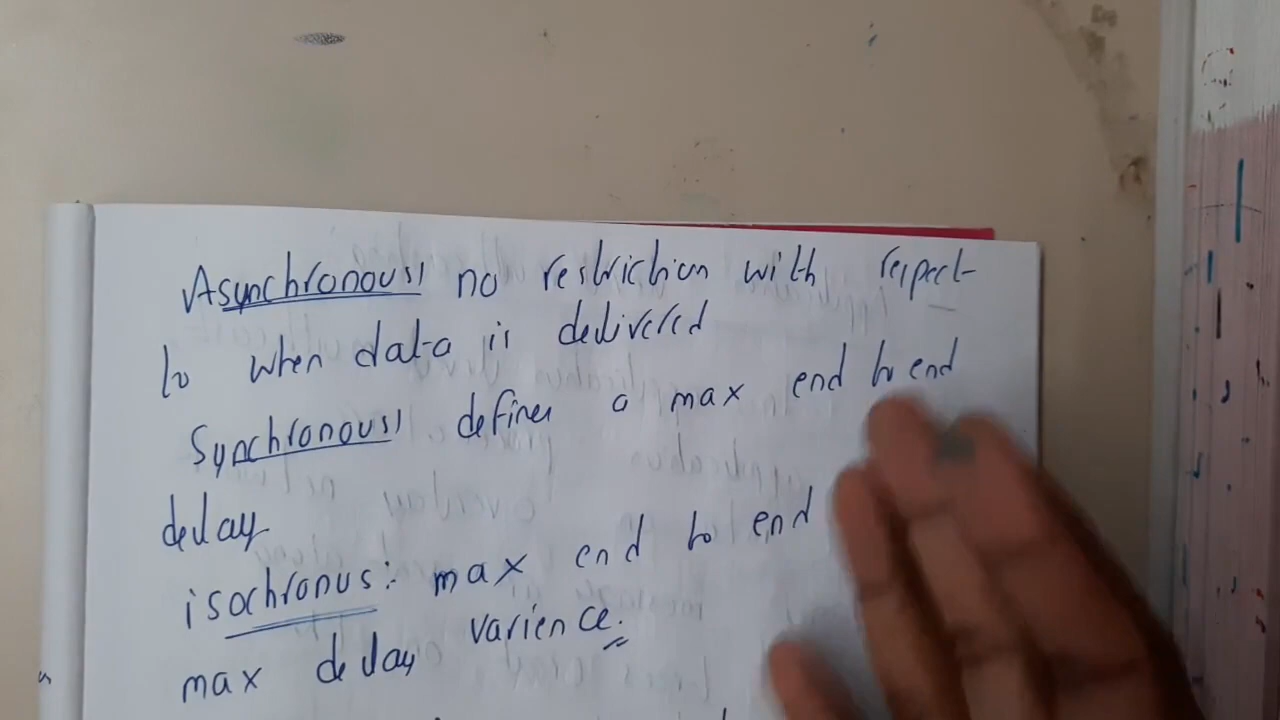 Asynchronous: no restriction with respect
to when data is delivered
Synchronous: defines a max end to end
delay
isochronus:- max end to end
max delay varience.